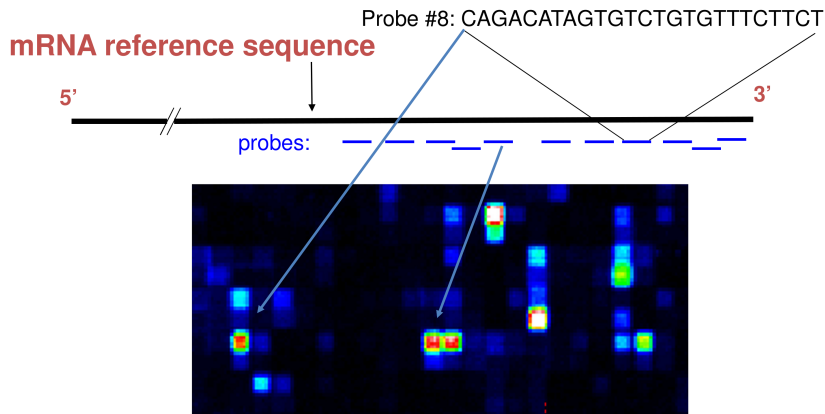 Probe #8: CAGACATAGTGTCTGTGTTTCTTCT
mRNA reference sequence
5’
3’
probes: